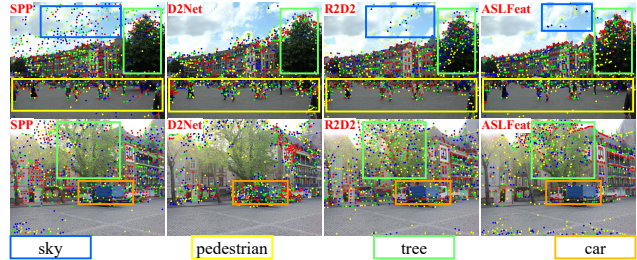 SPP D2Net R2D2 ASLFeat
SPP D2Net R2D2 ASLFeat
sky pedestrian tree car